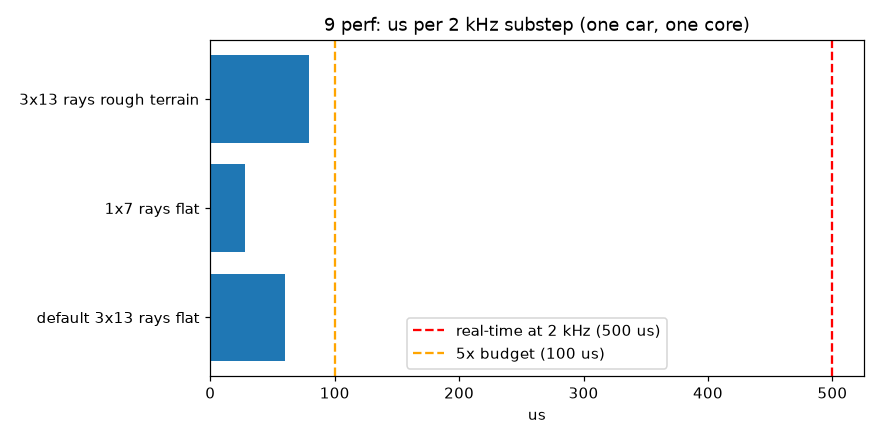 9 perf: us per 2 kHz substep (one car, one core)
3x13 rays rough terrain
1x7 rays flat
default 3x13 rays flat
real-time at 2 kHz (500 us)
5x budget (100 us)
0 100 200 300 400 500
us